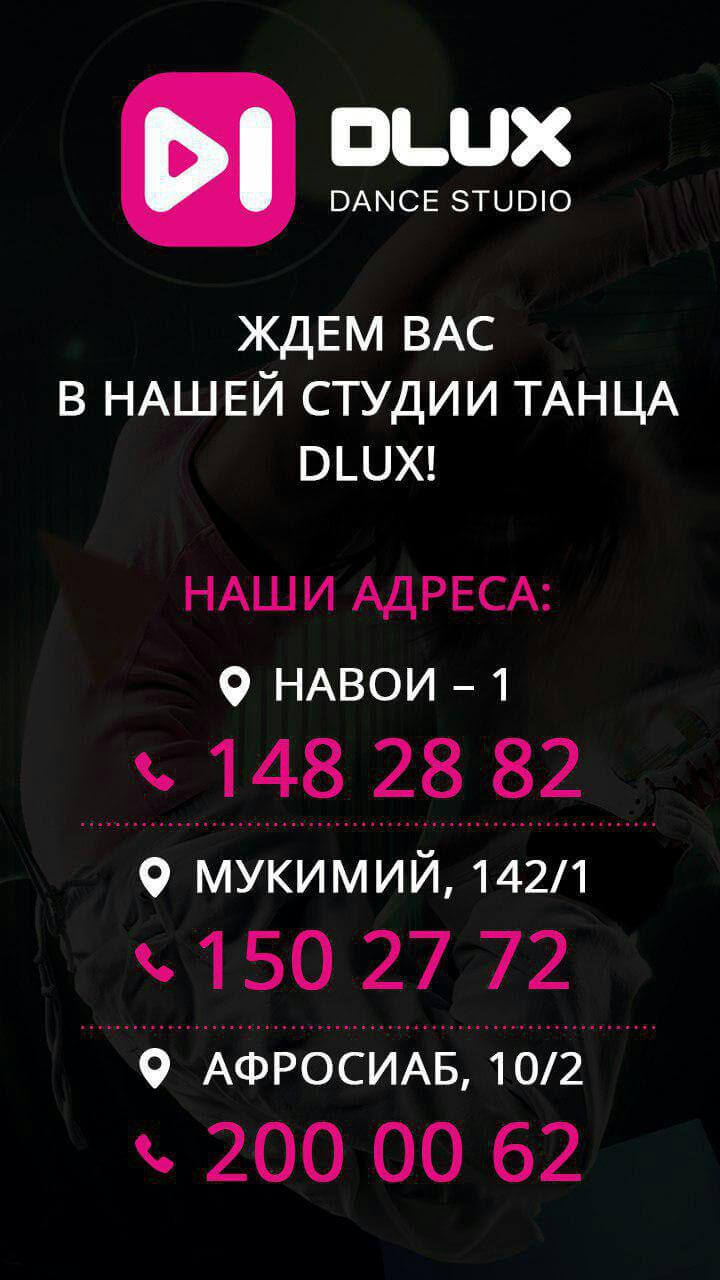 DLUX
DANCE STUDIO
ЖДЕМ ВАС
В НАШЕЙ СТУДИИ ТАНЦА
DLUX!
НАШИ АДРЕСА:
НАВОИ – 1
148 28 82
МУКИМИЙ, 142/1
150 27 72
АФРОСИАБ, 10/2
200 00 62